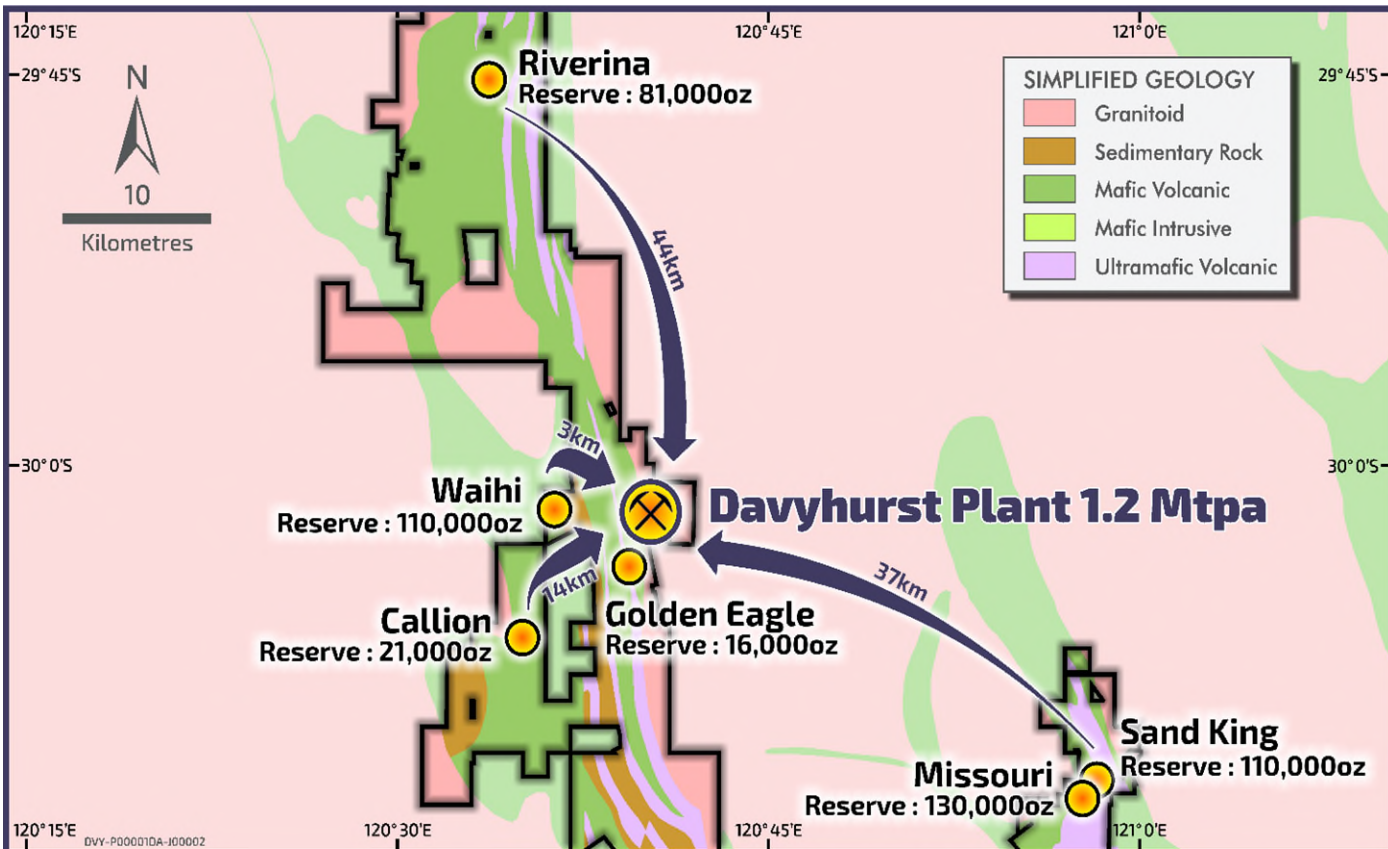 120°15'E
120°45'E
121°0'E
29°45'S
29°45'S
N
10
Kilometres
Riverina
Reserve : 81,000oz
SIMPLIFIED GEOLOGY
Granitoid
Sedimentary Rock
Mafic Volcanic
Mafic Intrusive
Ultramafic Volcanic
44km
3km
30°0'S
30°0'S
Waihi
Reserve : 110,000oz
Davyhurst Plant 1.2 Mtpa
14km
37km
Callion
Reserve : 21,000oz
Golden Eagle
Reserve : 16,000oz
Sand King
Reserve : 110,000oz
Missouri
Reserve : 130,000oz
120°15'E
120°30'E
120°45'E
121°0'E
DVY-P00001DA-J00002